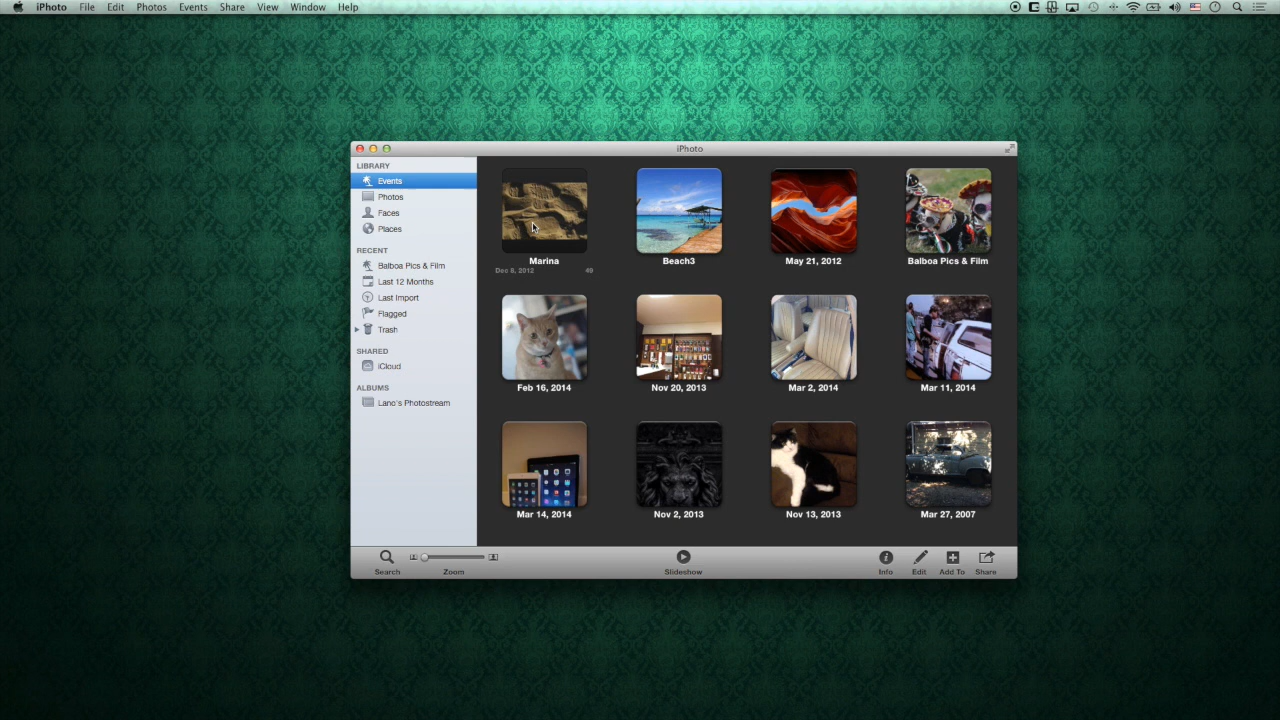 iPhoto File Edit Photos Events Share View Window Help
iPhoto
LIBRARY
Events
Photos
Faces
Places
RECENT
Balboa Pics & Film
Last 12 Months
Last Import
Flagged
Trash
SHARED
iCloud
ALBUMS
Lano's Photostream
Marina
Dec 8, 2012 49
Beach3
May 21, 2012
Balboa Pics & Film
Feb 16, 2014
Nov 20, 2013
Mar 2, 2014
Mar 11, 2014
Mar 14, 2014
Nov 2, 2013
Nov 13, 2013
Mar 27, 2007
Search
Zoom
Slideshow
Info
Edit
Add To
Share